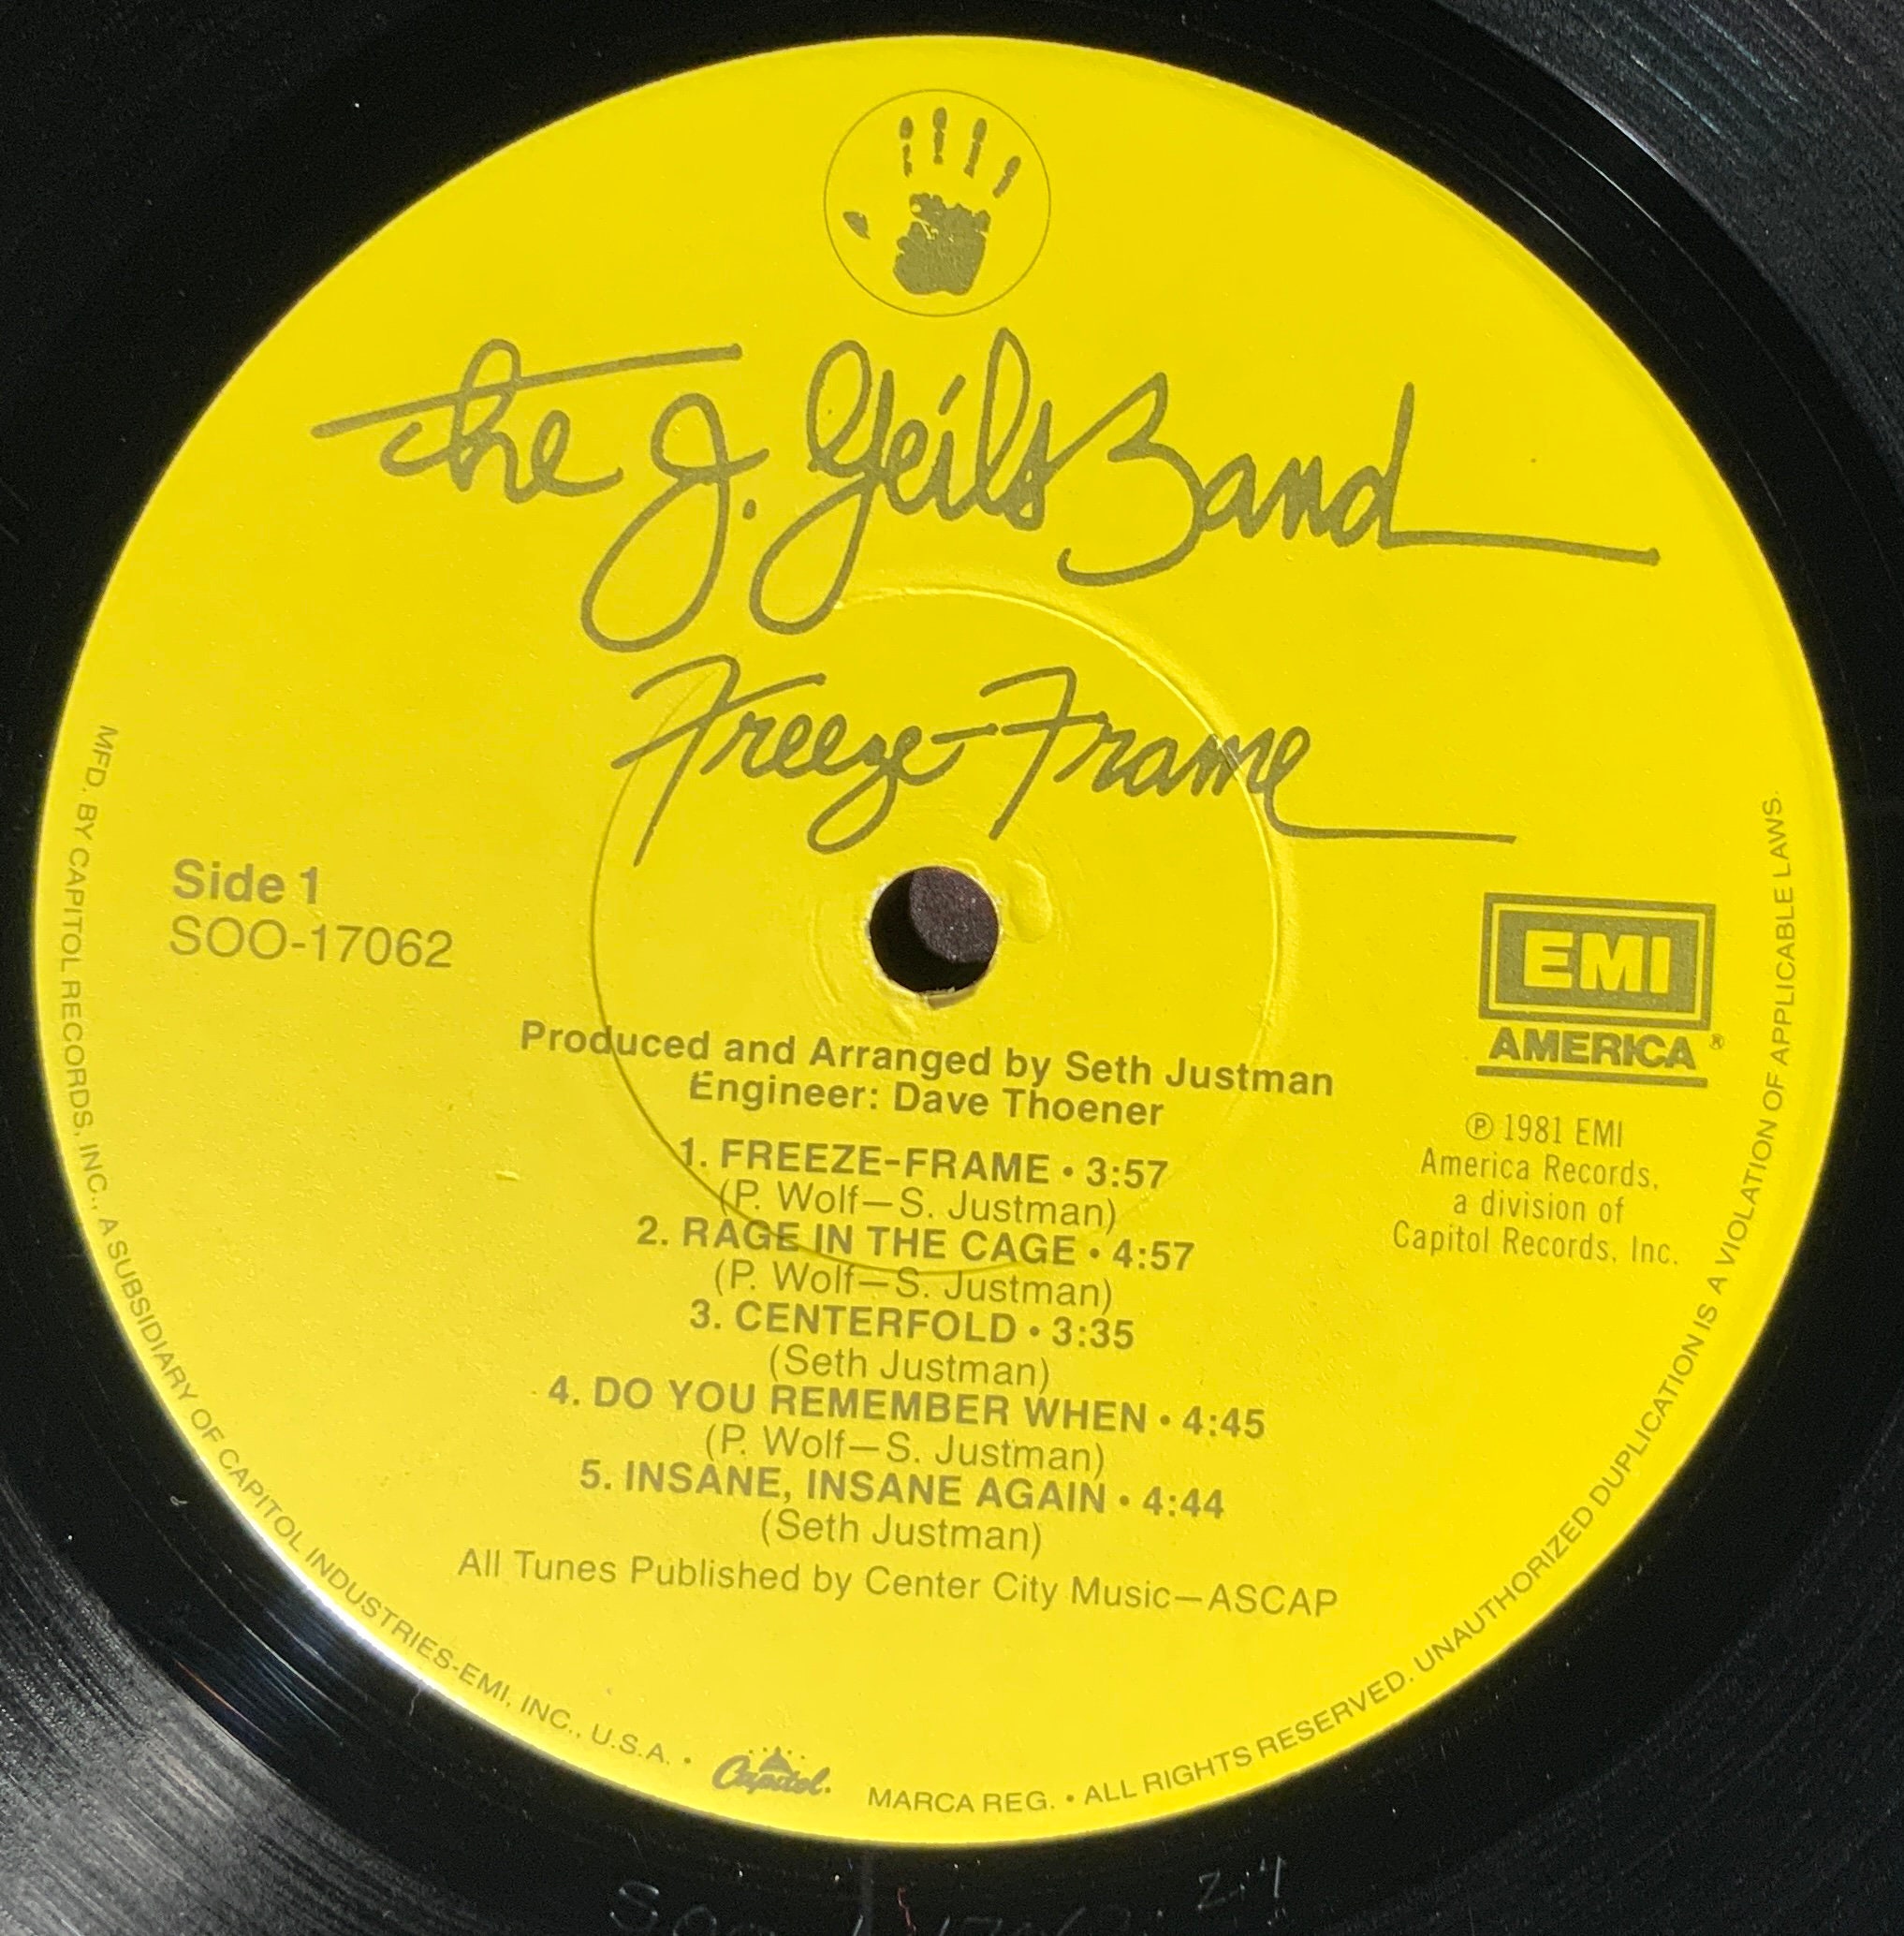 The J. Geils Band
Freeze-Frame
Side 1
SOO-17062
EMI
AMERICA®
℗ 1981 EMI
America Records,
a division of
Capitol Records, Inc.
Produced and Arranged by Seth Justman
Engineer: Dave Thoener
1. FREEZE-FRAME • 3:57
(P. Wolf—S. Justman)
2. RAGE IN THE CAGE • 4:57
(P. Wolf—S. Justman)
3. CENTERFOLD • 3:35
(Seth Justman)
4. DO YOU REMEMBER WHEN • 4:45
(P. Wolf—S. Justman)
5. INSANE, INSANE AGAIN • 4:44
(Seth Justman)
All Tunes Published by Center City Music—ASCAP
MFD. BY CAPITOL RECORDS, INC., A SUBSIDIARY OF CAPITOL INDUSTRIES-EMI, INC., U.S.A. • Capitol. MARCA REG. • ALL RIGHTS RESERVED. UNAUTHORIZED DUPLICATION IS A VIOLATION OF APPLICABLE LAWS.